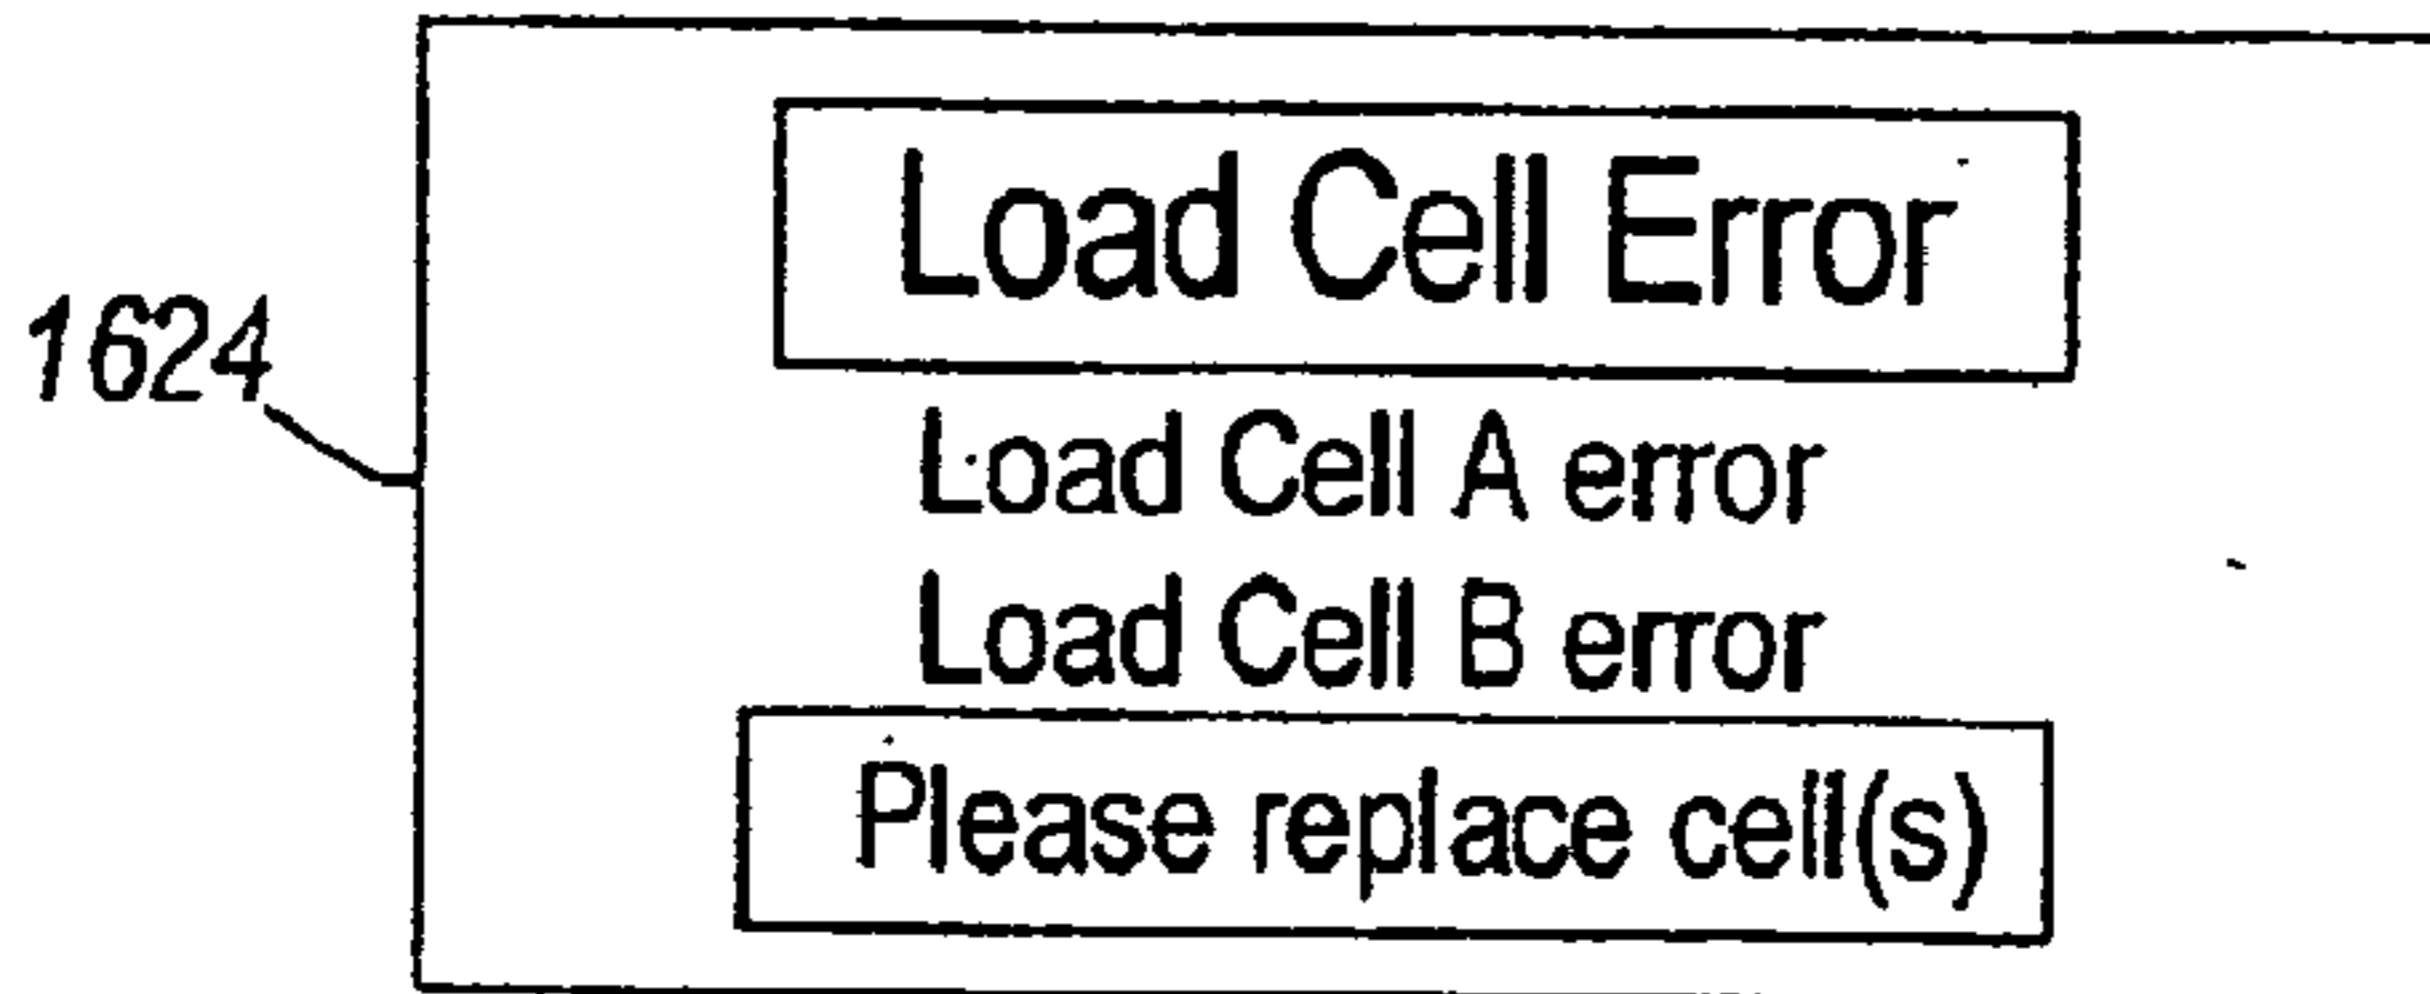 Load Cell Error
1624
Load Cell A error
Load Cell B error
Please replace cell(s)